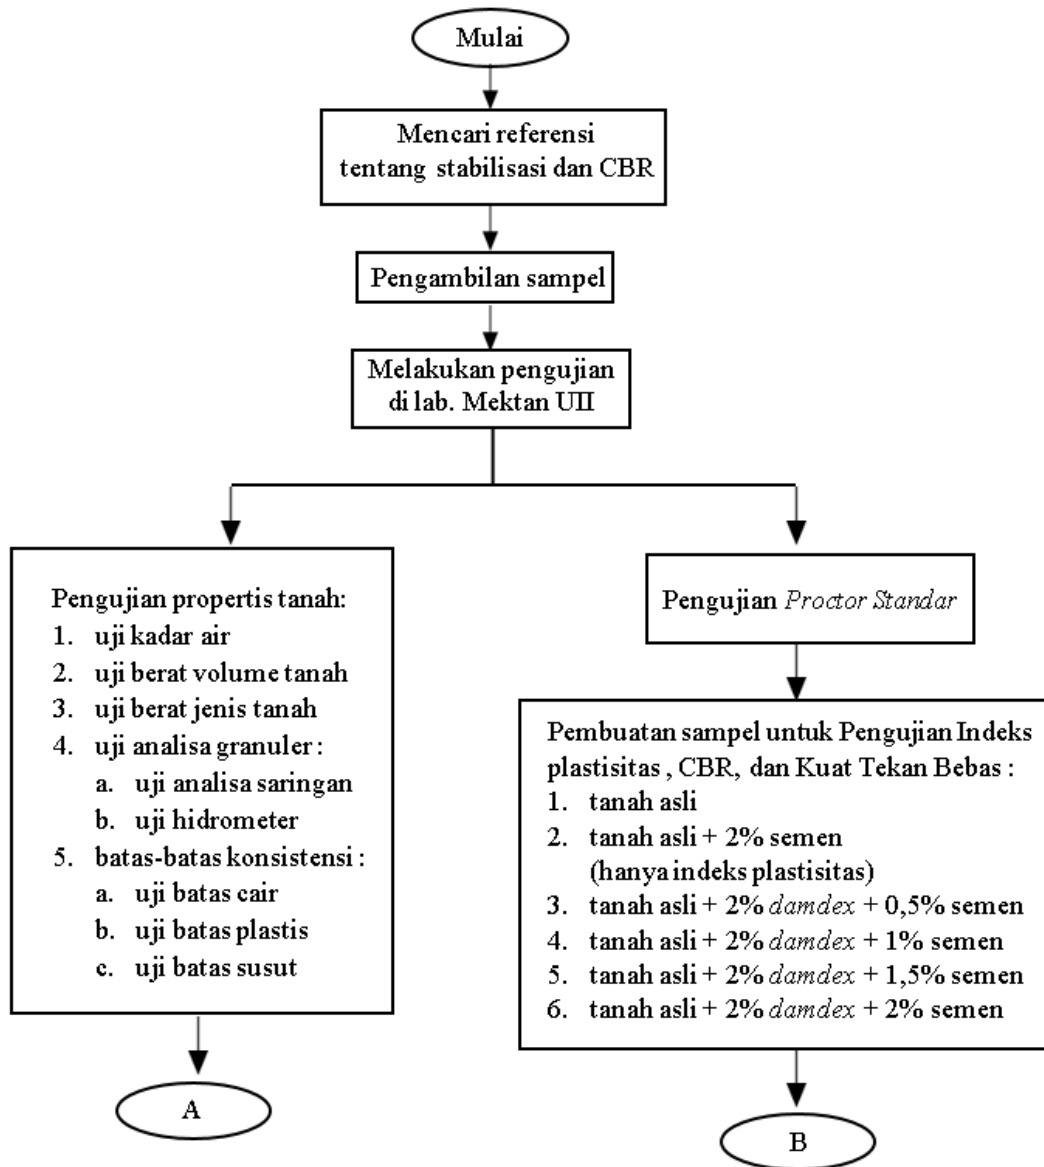 Mulai
Mencari referensi
tentang stabilisasi dan CBR
Pengambilan sampel
Melakukan pengujian
di lab. Mektan UII
Pengujian propertis tanah:
1. uji kadar air
2. uji berat volume tanah
3. uji berat jenis tanah
4. uji analisa granuler :
a. uji analisa saringan
b. uji hidrometer
5. batas-batas konsistensi :
a. uji batas cair
b. uji batas plastis
c. uji batas susut
A
Pengujian Proctor Standar
Pembuatan sampel untuk Pengujian Indeks
plastisitas , CBR, dan Kuat Tekan Bebas :
1. tanah asli
2. tanah asli + 2% semen
(hanya indeks plastisitas)
3. tanah asli + 2% damdex + 0,5% semen
4. tanah asli + 2% damdex + 1% semen
5. tanah asli + 2% damdex + 1,5% semen
6. tanah asli + 2% damdex + 2% semen
B